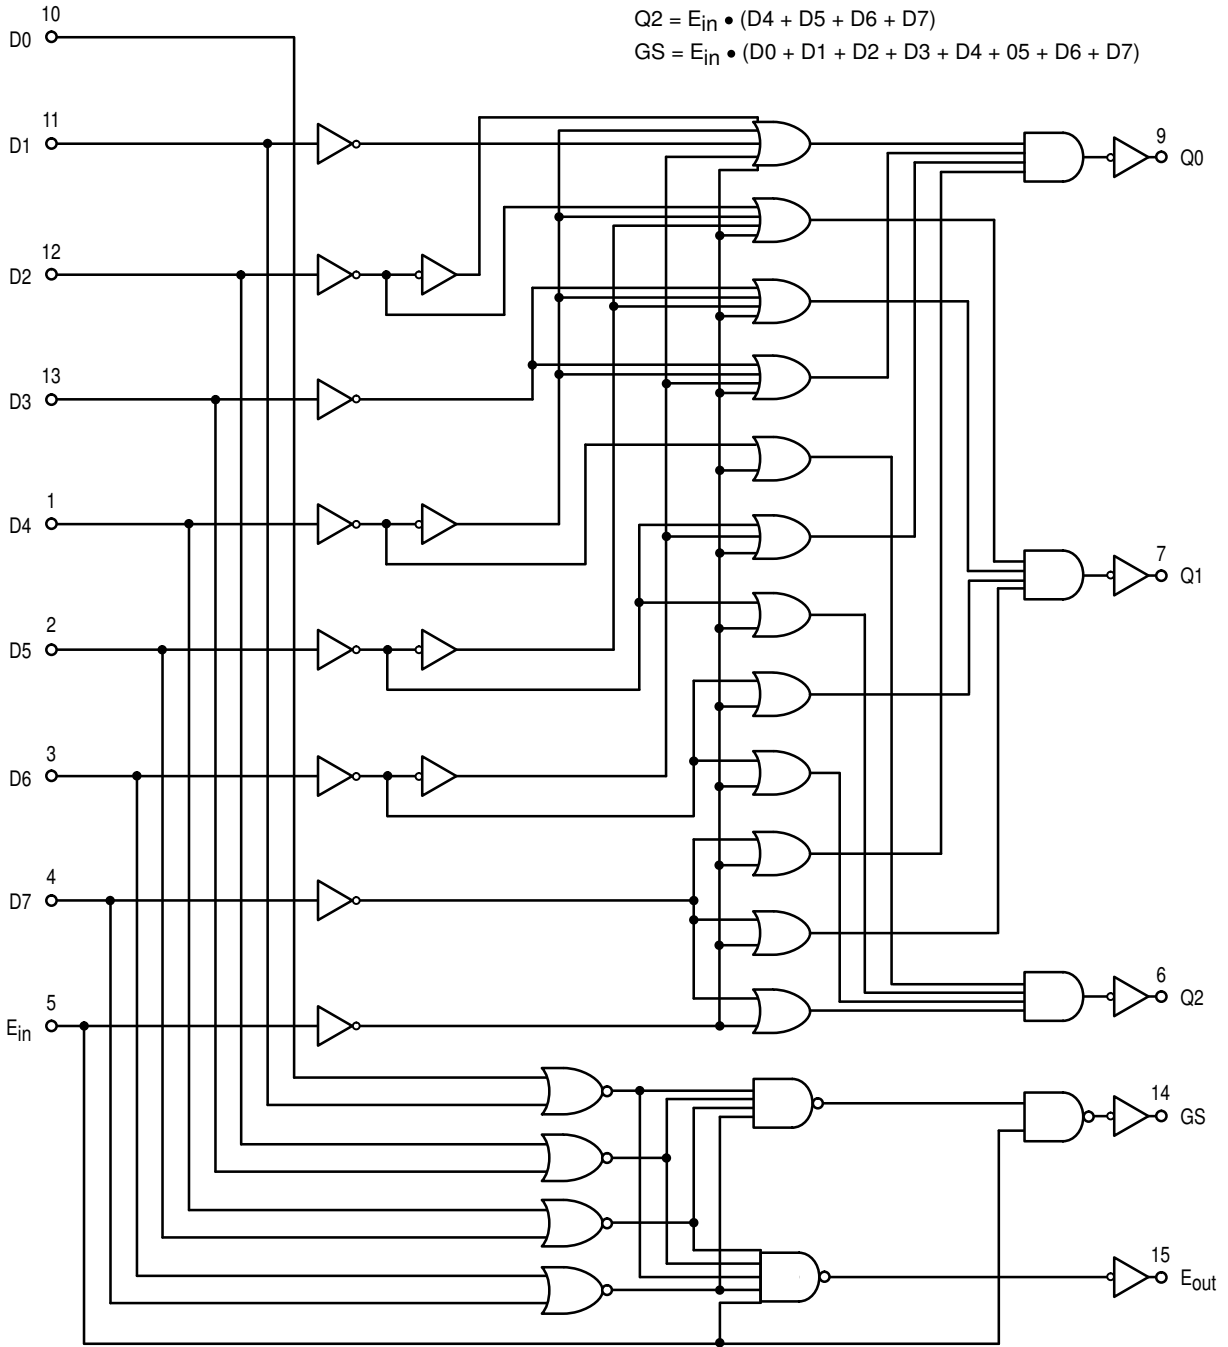 Q2 = Ein • (D4 + D5 + D6 + D7)
GS = Ein • (D0 + D1 + D2 + D3 + D4 + 05 + D6 + D7)
10
D0
11
D1
9
Q0
12
D2
13
D3
1
D4
7
Q1
2
D5
3
D6
4
D7
6
Q2
5
Ein
14
GS
15
Eout